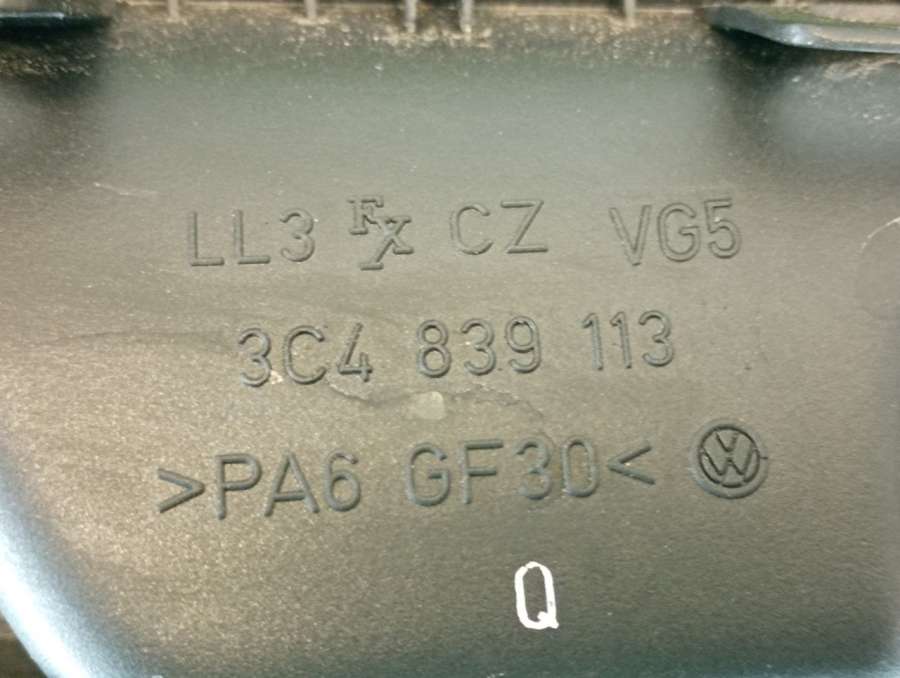 LL3 FX CZ VG5
3C4 839 113
>PA6 GF30<
Q